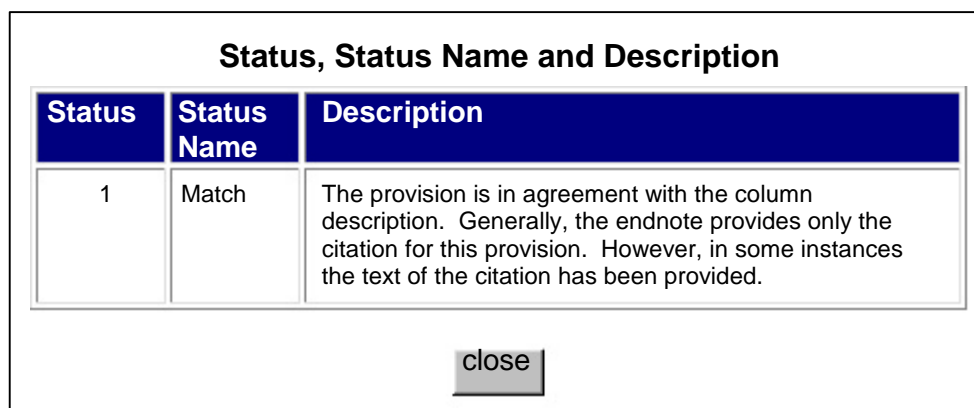 Status, Status Name and Description
Status Status Name Description
1 Match The provision is in agreement with the column
description.  Generally, the endnote provides only the
citation for this provision.  However, in some instances
the text of the citation has been provided.
close